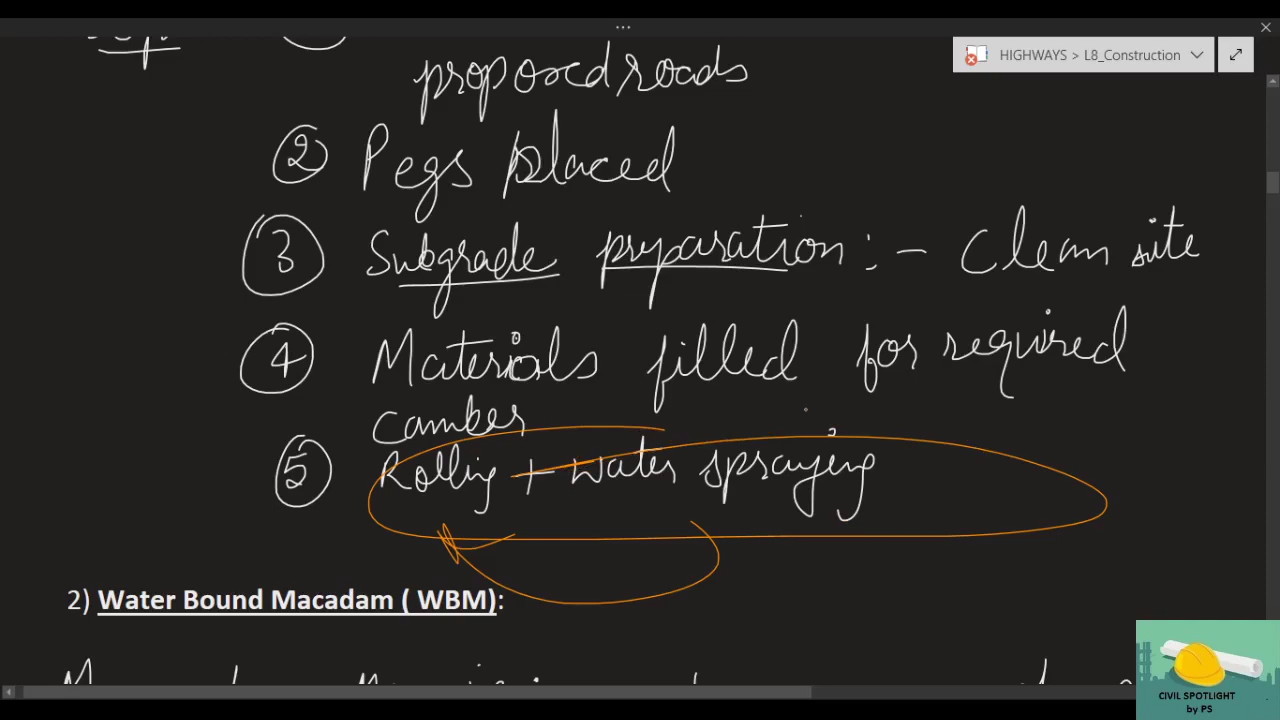 HIGHWAYS > L8_Construction
proposed roads
② Pegs placed
③ Subgrade preparation :- Clean site
④ Materials filled for required
camber
⑤ Rolling + water spraying
2) Water Bound Macadam ( WBM):
CIVIL SPOTLIGHT
by PS